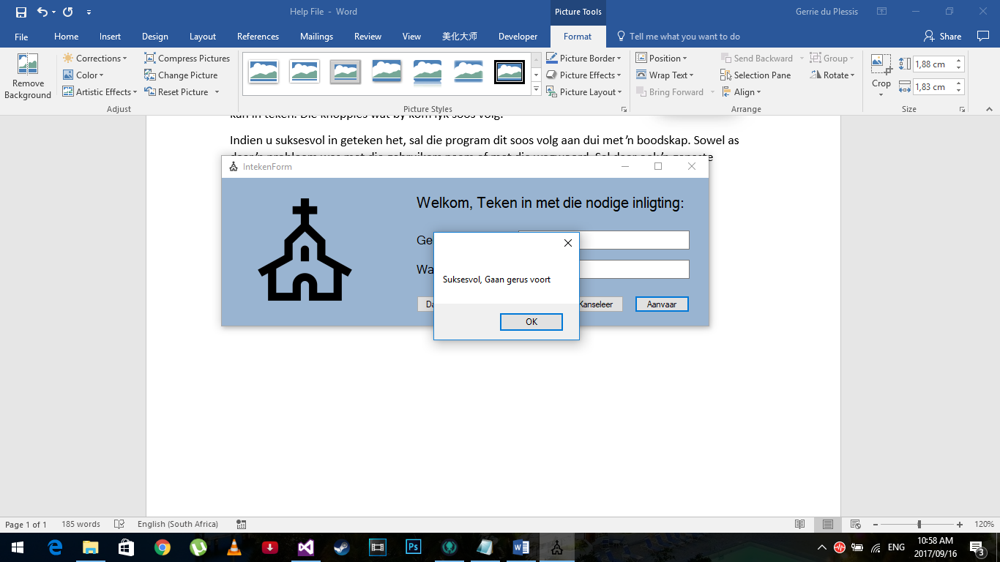 Help File - Word
Picture Tools
Gerrie du Plessis
File Home Insert Design Layout References Mailings Review View 美化大师 Developer Format Tell me what you want to do Share
Remove Background
Corrections
Color
Artistic Effects
Compress Pictures
Change Picture
Reset Picture
Adjust
Picture Styles
Picture Border
Picture Effects
Picture Layout
Position
Wrap Text
Bring Forward
Send Backward
Selection Pane
Align
Group
Rotate
Arrange
Crop
1,88 cm
1,83 cm
Size
kan in teken. Die knoppies wat by kom lyk soos volg:
Indien u suksesvol in geteken het, sal die program dit soos volg aan dui met 'n boodskap. Sowel as
daar 'n probleem was met die gebruikers naam of met die wagwoord. Sal daar ook 'n gepaste
IntekenForm
Welkom, Teken in met die nodige inligting:
Ge
Wa
Suksesvol, Gaan gerus voort
OK
Da
Kanseleer
Aanvaar
Page 1 of 1 185 words English (South Africa) 120%
ENG
10:58 AM
2017/09/16
3